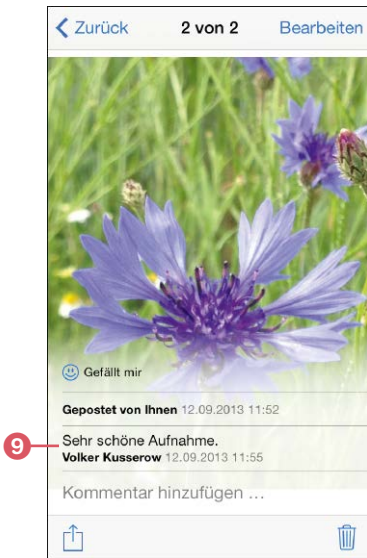 Zurück 2 von 2 Bearbeiten
Gefällt mir
Gepostet von Ihnen 12.09.2013 11:52
9 Sehr schöne Aufnahme.
Volker Kusserow 12.09.2013 11:55
Kommentar hinzufügen …